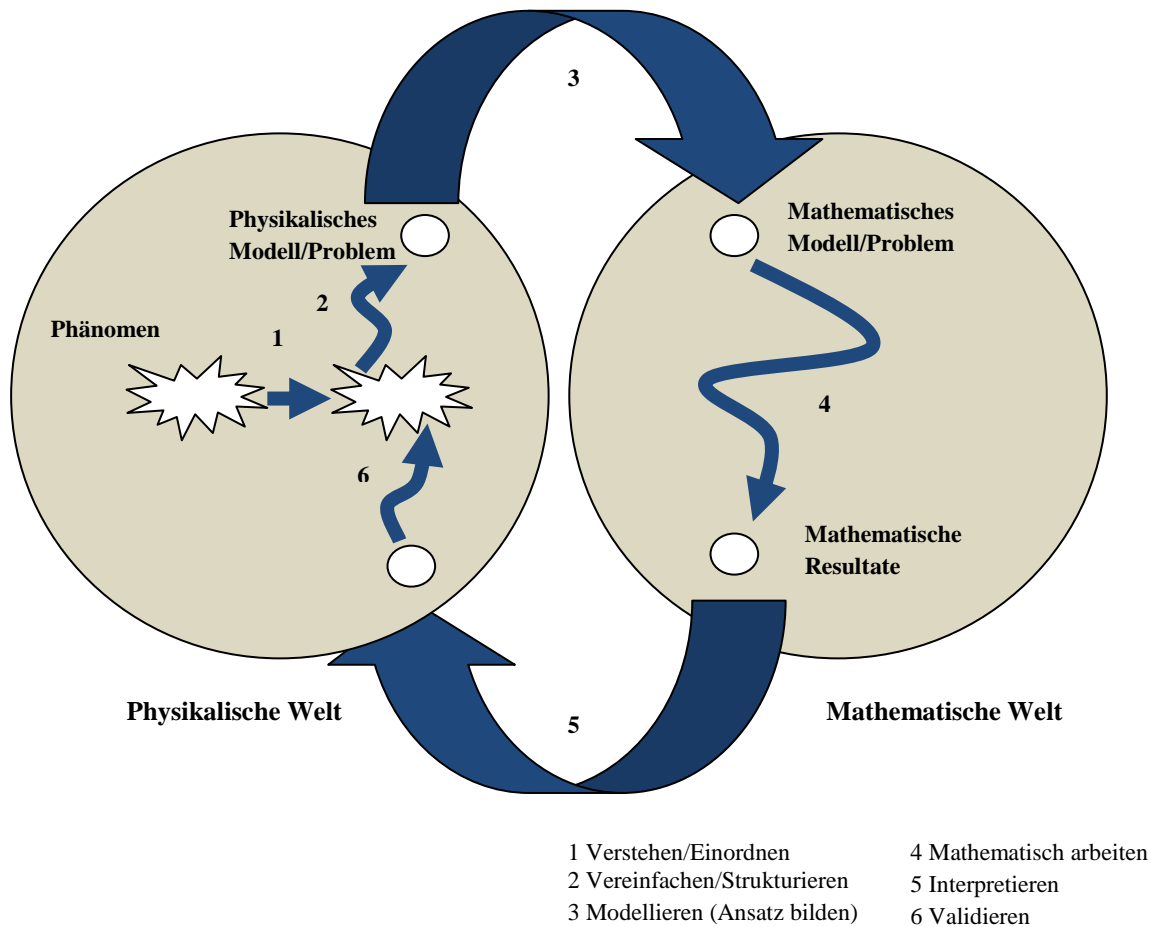 3
Physikalisches
Modell/Problem
Mathematisches
Modell/Problem
2
Phänomen
1
4
6
Mathematische
Resultate
Physikalische Welt
Mathematische Welt
5
1 Verstehen/Einordnen
2 Vereinfachen/Strukturieren
3 Modellieren (Ansatz bilden)
4 Mathematisch arbeiten
5 Interpretieren
6 Validieren